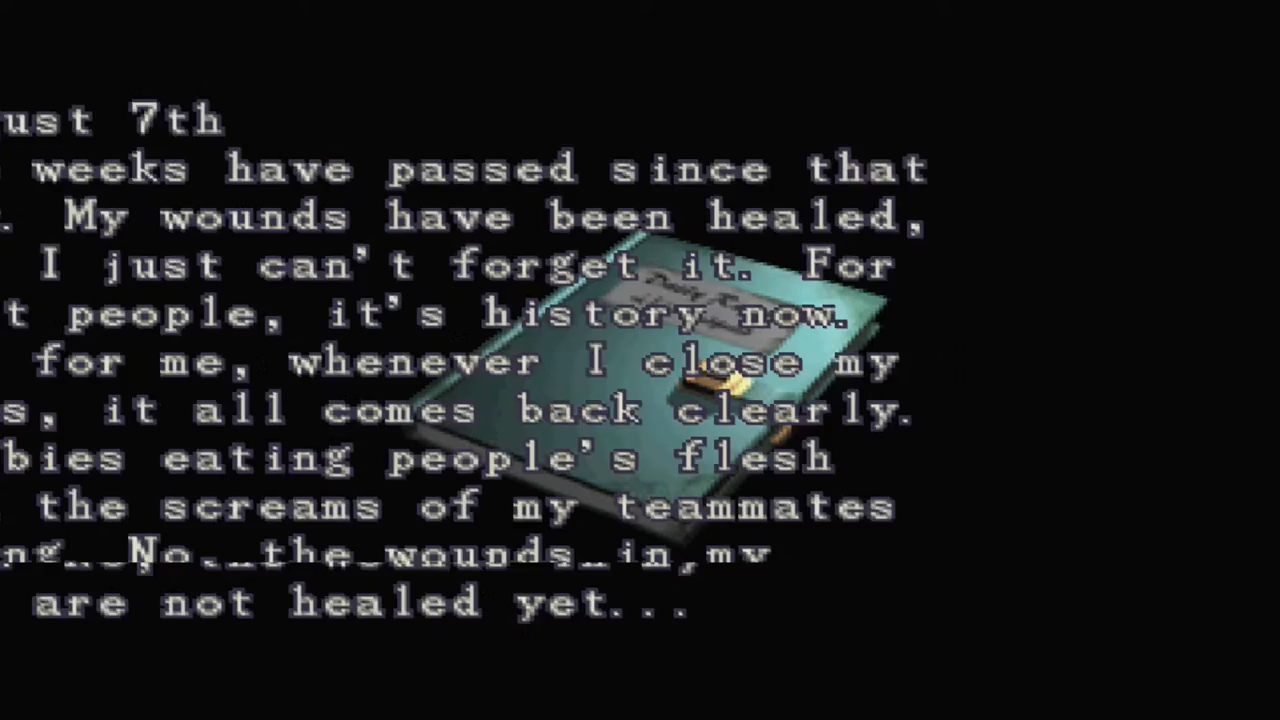 ust 7th
weeks have passed since that
. My wounds have been healed,
I just can't forget it. For
t people, it's history now.
for me, whenever I close my
s, it all comes back clearly.
bies eating people's flesh
the screams of my teammates
ng. No, the wounds in my
are not healed yet...